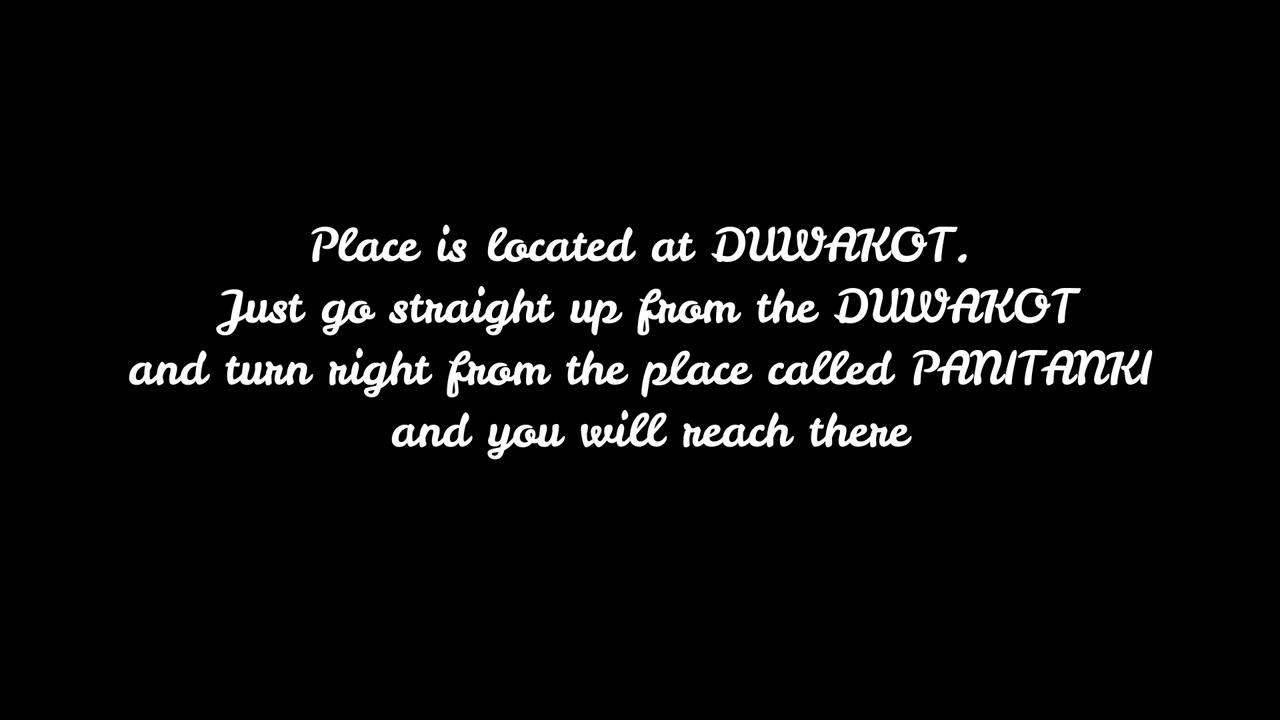 Place is located at DUWAKOT.
Just go straight up from the DUWAKOT
and turn right from the place called PANITANKI
and you will reach there